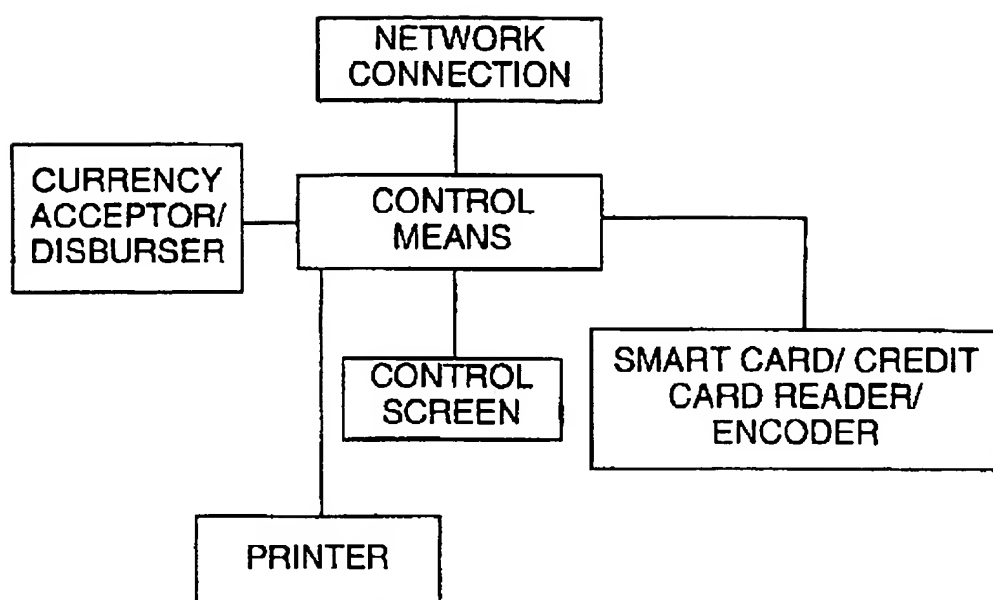 NETWORK
CONNECTION
CURRENCY
ACCEPTOR/
DISBURSER
CONTROL
MEANS
CONTROL
SCREEN
SMART CARD/ CREDIT
CARD READER/
ENCODER
PRINTER